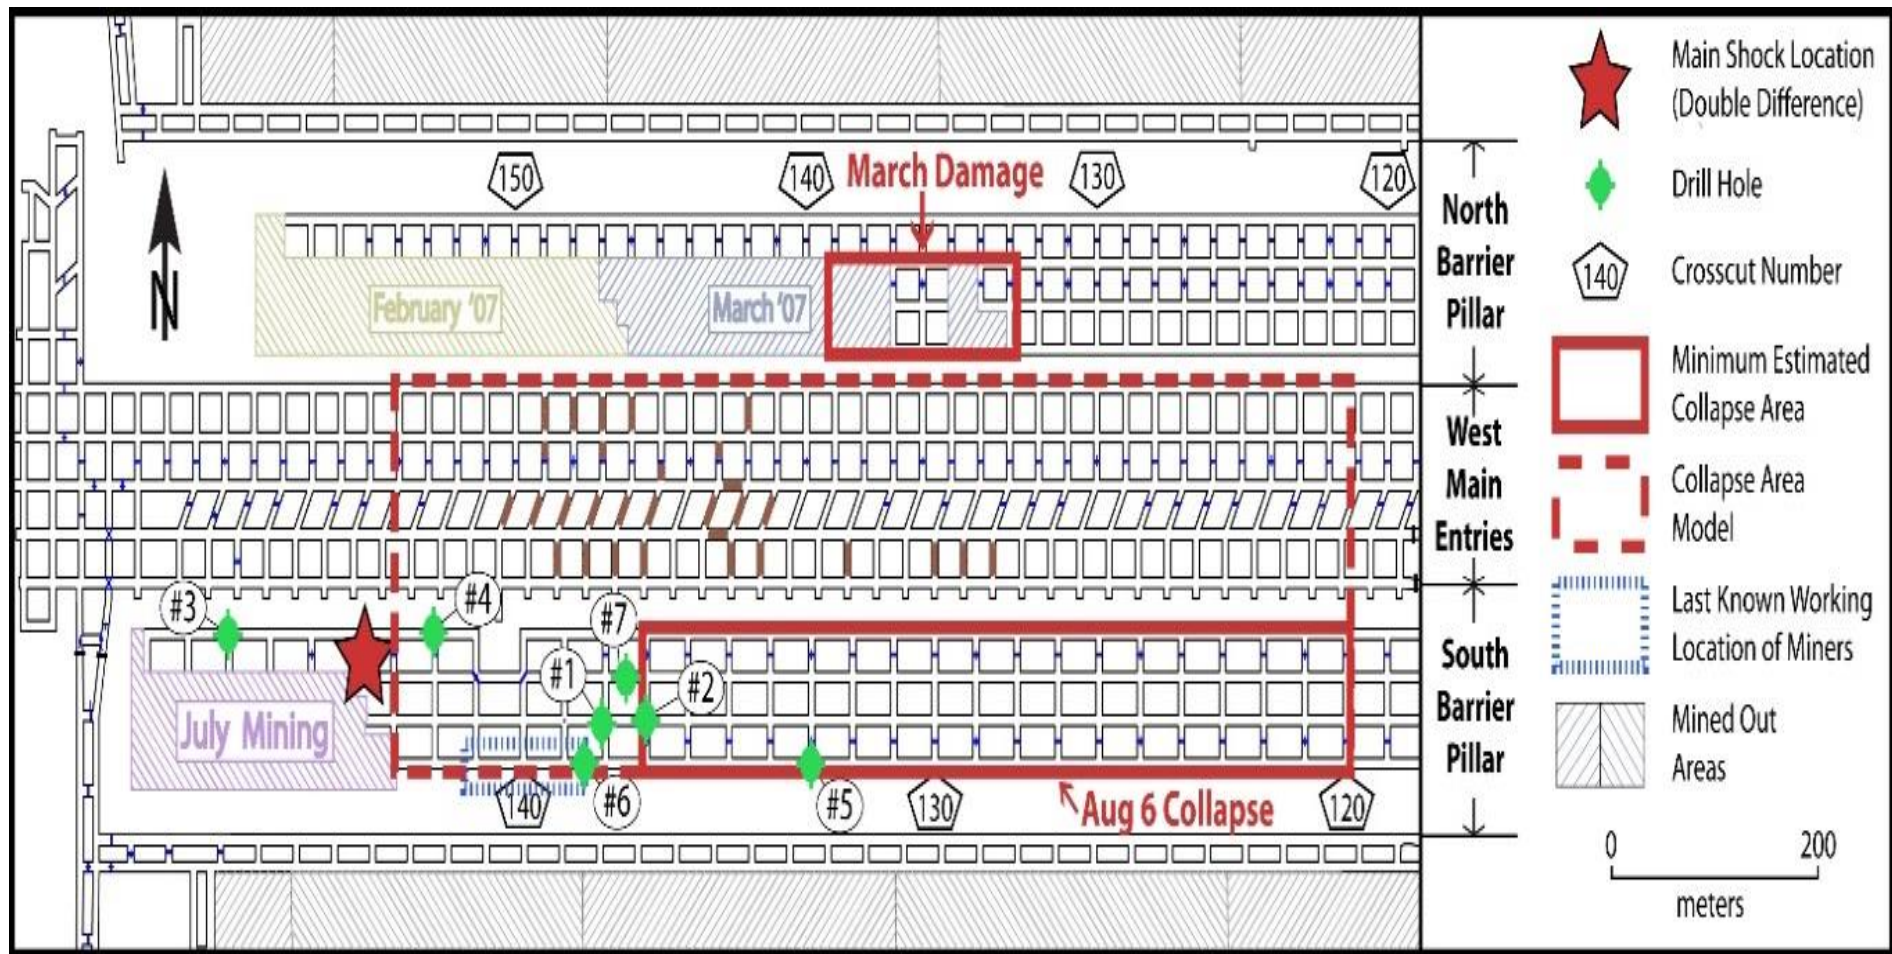 150
140
March Damage
130
120
N
February '07
March '07
North
Barrier
Pillar
West
Main
Entries
#3
#4
#7
#1
#2
July Mining
South
Barrier
Pillar
140
#6
#5
130
Aug 6 Collapse
120
Main Shock Location
(Double Difference)
Drill Hole
140
Crosscut Number
Minimum Estimated
Collapse Area
Collapse Area
Model
Last Known Working
Location of Miners
Mined Out
Areas
0
200
meters